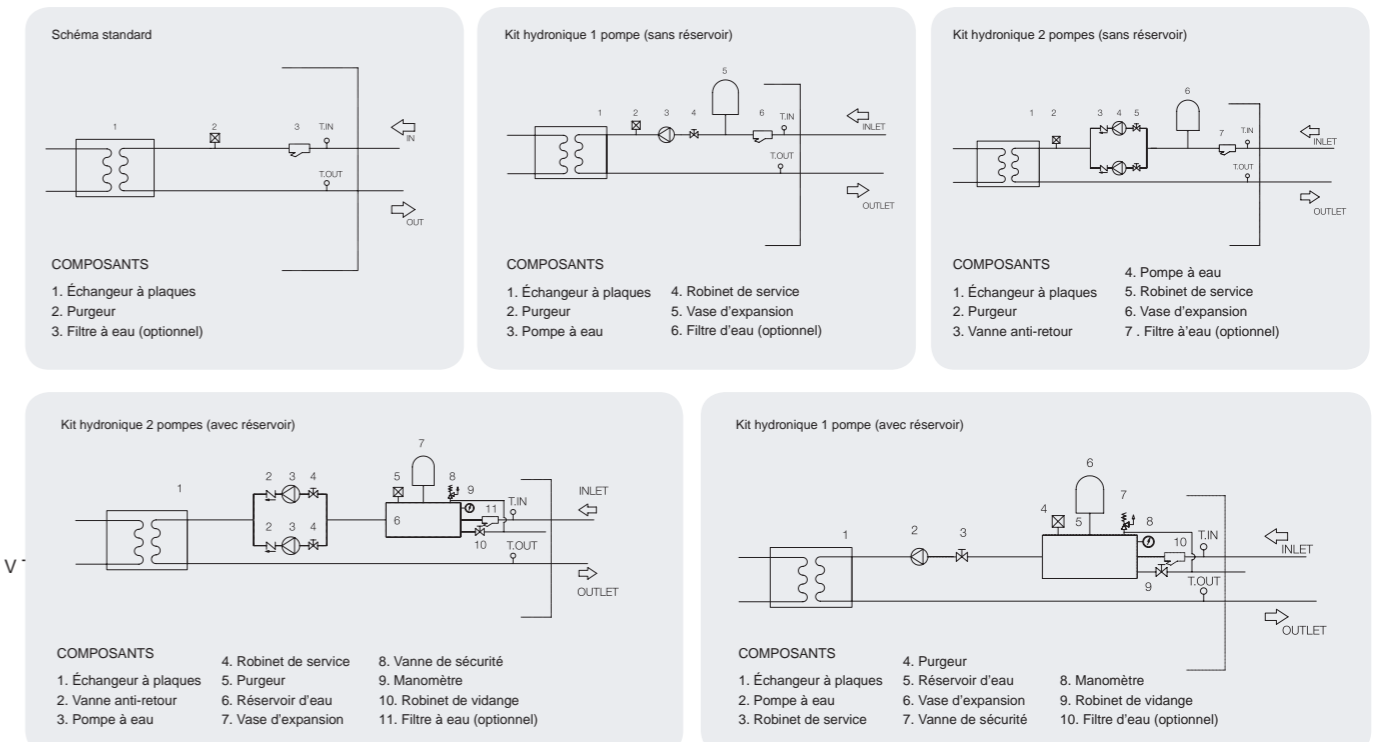 Schéma standard
1
2
3
T.IN
IN
T.OUT
OUT
COMPOSANTS
1. Échangeur à plaques
2. Purgeur
3. Filtre à eau (optionnel)
Kit hydronique 1 pompe (sans réservoir)
5
1
2
3
4
6
T.IN
INLET
T.OUT
OUTLET
COMPOSANTS
1. Échangeur à plaques
2. Purgeur
3. Pompe à eau
4. Robinet de service
5. Vase d'expansion
6. Filtre d'eau (optionnel)
Kit hydronique 2 pompes (sans réservoir)
6
1
2
3
4
5
7
T.IN
INLET
T.OUT
OUTLET
COMPOSANTS
1. Échangeur à plaques
2. Purgeur
3. Vanne anti-retour
4. Pompe à eau
5. Robinet de service
6. Vase d'expansion
7 . Filtre à'eau (optionnel)
Kit hydronique 2 pompes (avec réservoir)
7
1
2
3
4
5
8
9
T.IN
INLET
6
11
2
3
4
10
T.OUT
OUTLET
V
COMPOSANTS
1. Échangeur à plaques
2. Vanne anti-retour
3. Pompe à eau
4. Robinet de service
5. Purgeur
6. Réservoir d'eau
7. Vase d'expansion
8. Vanne de sécurité
9. Manomètre
10. Robinet de vidange
11. Filtre à eau (optionnel)
Kit hydronique 1 pompe (avec réservoir)
6
4
5
7
8
1
2
3
10
T.IN
INLET
9
T.OUT
OUTLET
COMPOSANTS
1. Échangeur à plaques
2. Pompe à eau
3. Robinet de service
4. Purgeur
5. Réservoir d'eau
6. Vase d'expansion
7. Vanne de sécurité
8. Manomètre
9. Robinet de vidange
10. Filtre d'eau (optionnel)